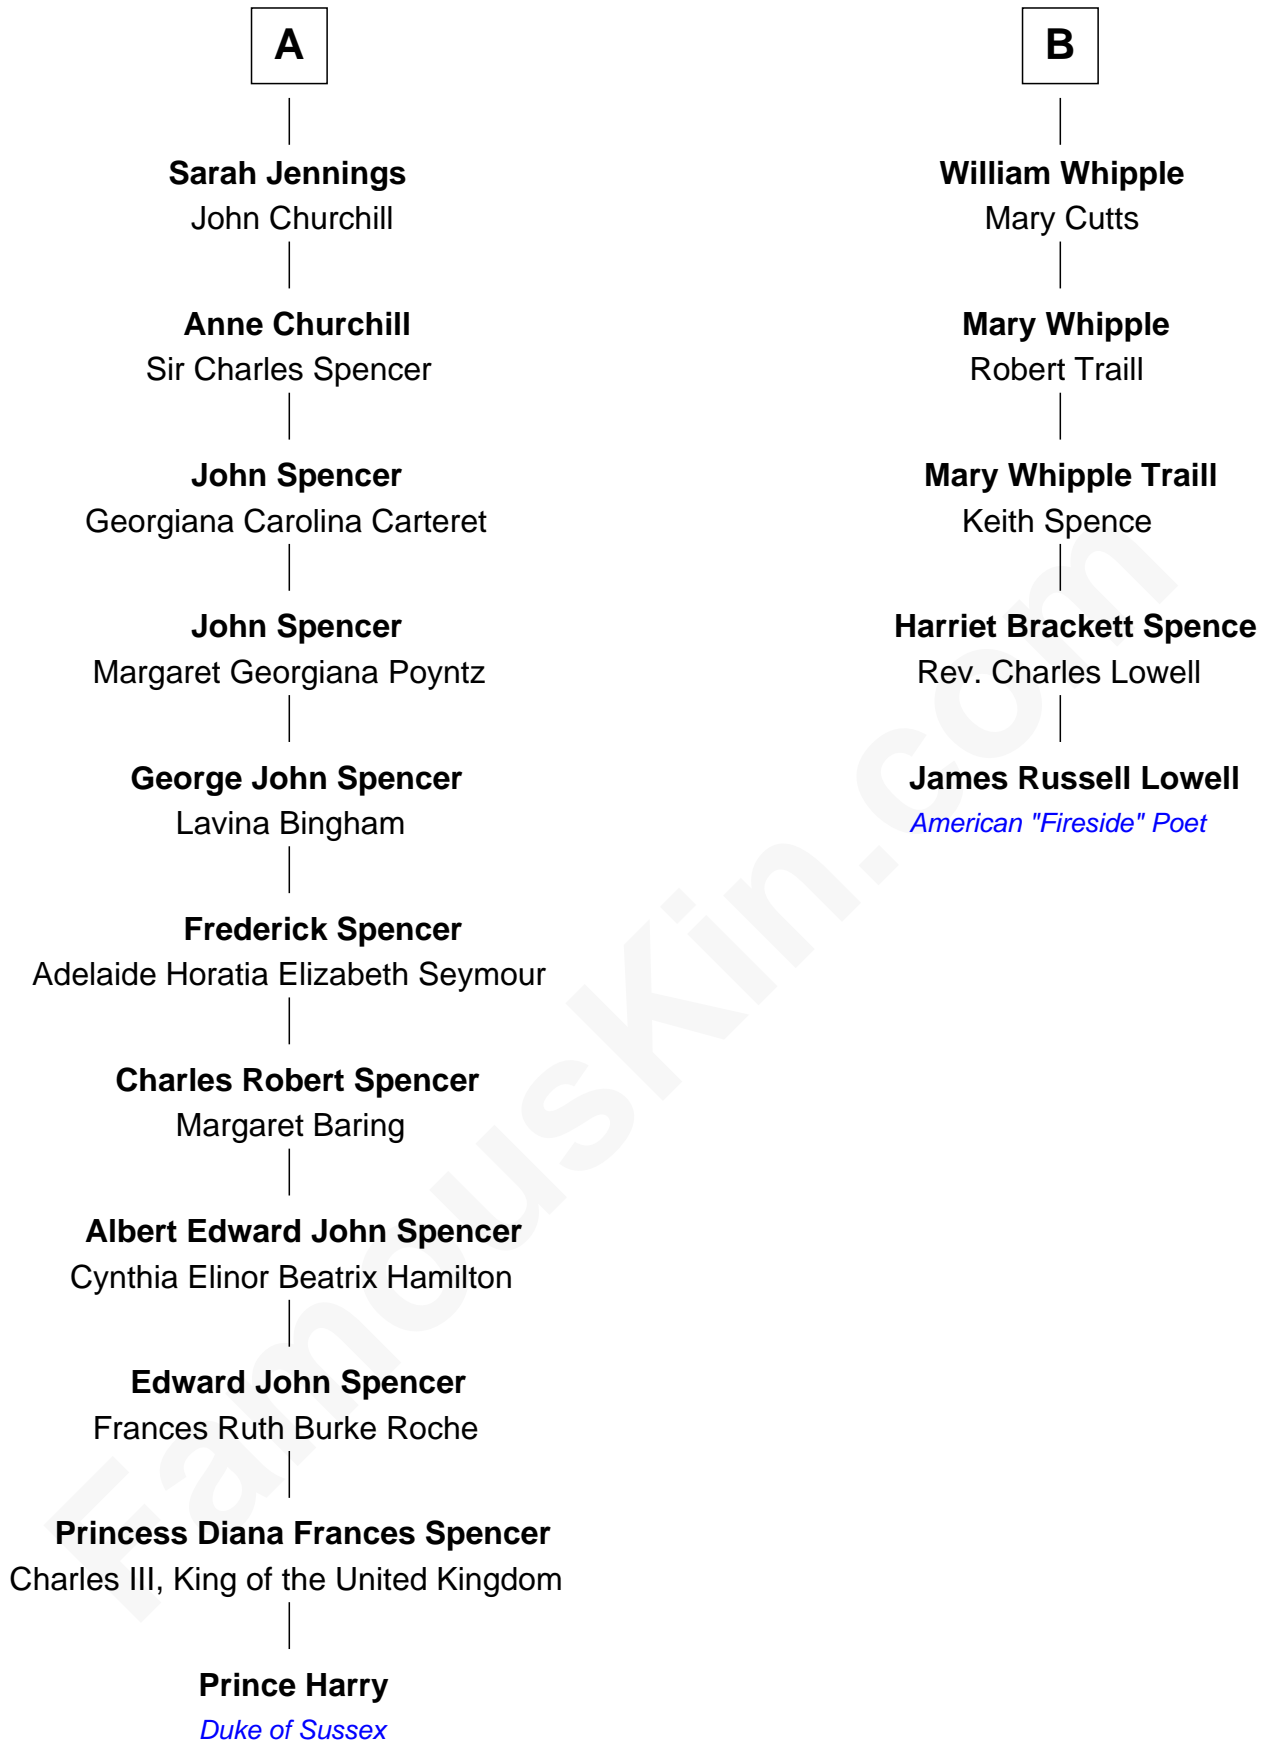 A
Sarah Jennings
John Churchill
Anne Churchill
Sir Charles Spencer
John Spencer
Georgiana Carolina Carteret
John Spencer
Margaret Georgiana Poyntz
George John Spencer
Lavina Bingham
Frederick Spencer
Adelaide Horatia Elizabeth Seymour
Charles Robert Spencer
Margaret Baring
Albert Edward John Spencer
Cynthia Elinor Beatrix Hamilton
Edward John Spencer
Frances Ruth Burke Roche
Princess Diana Frances Spencer
Charles III, King of the United Kingdom
Prince Harry
Duke of Sussex
B
William Whipple
Mary Cutts
Mary Whipple
Robert Traill
Mary Whipple Traill
Keith Spence
Harriet Brackett Spence
Rev. Charles Lowell
James Russell Lowell
American "Fireside" Poet
FamousKin.com